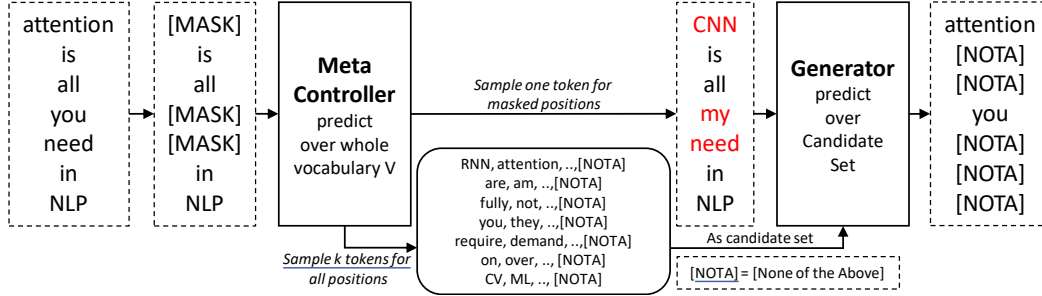 attention
is
all
you
need
in
NLP
[MASK]
is
all
[MASK]
[MASK]
in
NLP
Meta
Controller
predict
over whole
vocabulary V
Sample one token for
masked positions
Sample k tokens for
all positions
RNN, attention, ..,[NOTA]
are, am, ..,[NOTA]
fully, not, ..,[NOTA]
you, they, ..,[NOTA]
require, demand, ..,[NOTA]
on, over, .., [NOTA]
CV, ML, .., [NOTA]
CNN
is
all
my
need
in
NLP
As candidate set
Generator
predict
over
Candidate
Set
[NOTA] = [None of the Above]
attention
[NOTA]
[NOTA]
you
[NOTA]
[NOTA]
[NOTA]